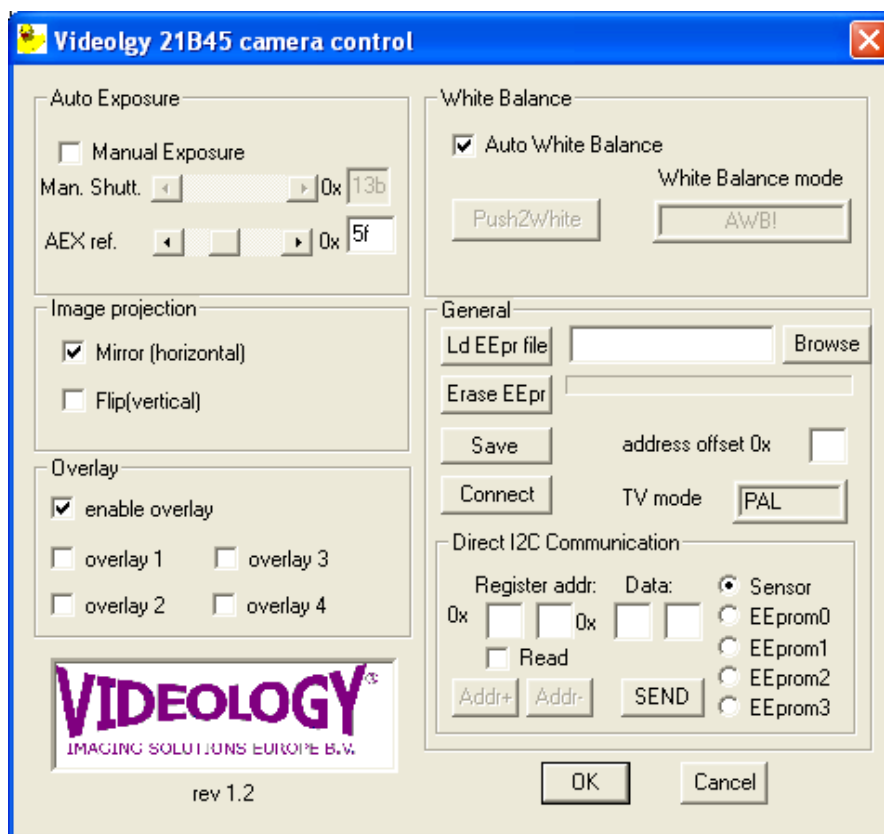 Videolgy 21B45 camera control
Auto Exposure
Manual Exposure
Man. Shutt. 0x 13b
AEX ref. 0x 5f
White Balance
Auto White Balance
White Balance mode
Push2White AWB!
Image projection
Mirror (horizontal)
Flip(vertical)
General
Ld EEpr file Browse
Erase EEpr
Save address offset 0x
Connect TV mode PAL
Overlay
enable overlay
overlay 1 overlay 3
overlay 2 overlay 4
Direct I2C Communication
Register addr: Data: Sensor
0x 0x EEprom0
Read EEprom1
Addr+ Addr- SEND EEprom2
EEprom3
VIDEOLOGY®
IMAGING SOLUTIONS EUROPE B.V.
rev 1.2
OK Cancel